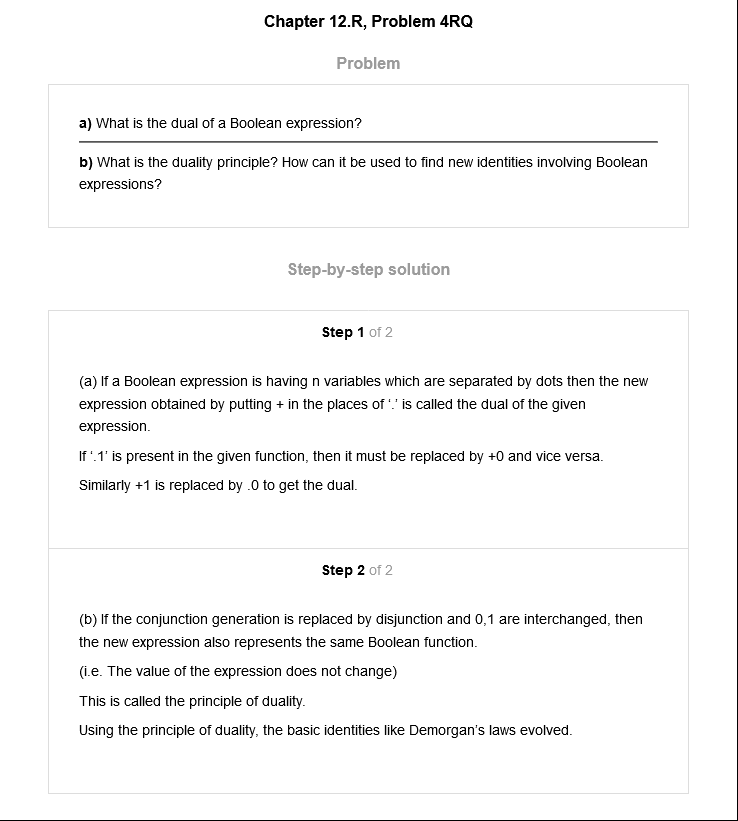 Chapter 12.R, Problem 4RQ
Problem
a) What is the dual of a Boolean expression?
b) What is the duality principle? How can it be used to find new identities involving Boolean
expressions?
Step-by-step solution
Step 1 of 2
(a) If a Boolean expression is having n variables which are separated by dots then the new
expression obtained by putting + in the places of ‘.’ is called the dual of the given
expression.
If ‘.1’ is present in the given function, then it must be replaced by +0 and vice versa.
Similarly +1 is replaced by .0 to get the dual.
Step 2 of 2
(b) If the conjunction generation is replaced by disjunction and 0,1 are interchanged, then
the new expression also represents the same Boolean function.
(i.e. The value of the expression does not change)
This is called the principle of duality.
Using the principle of duality, the basic identities like Demorgan’s laws evolved.